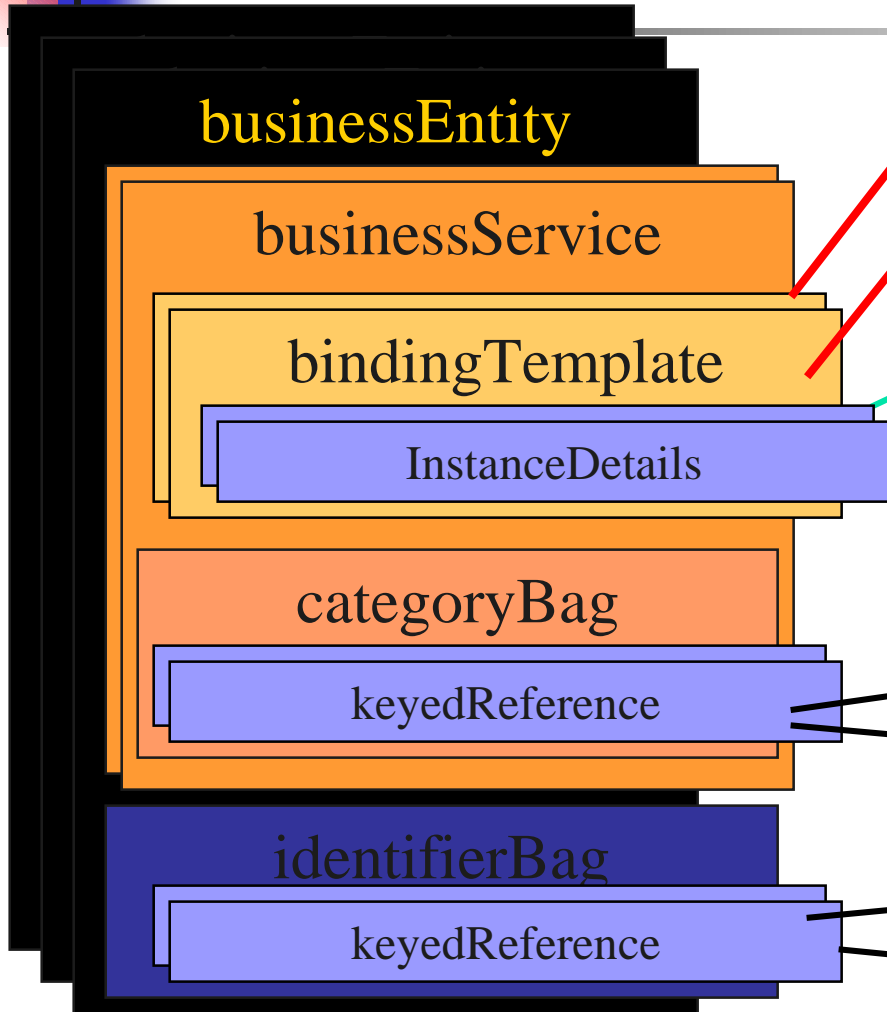 businessEntity
businessService
bindingTemplate
InstanceDetails
categoryBag
keyedReference
identifierBag
keyedReference